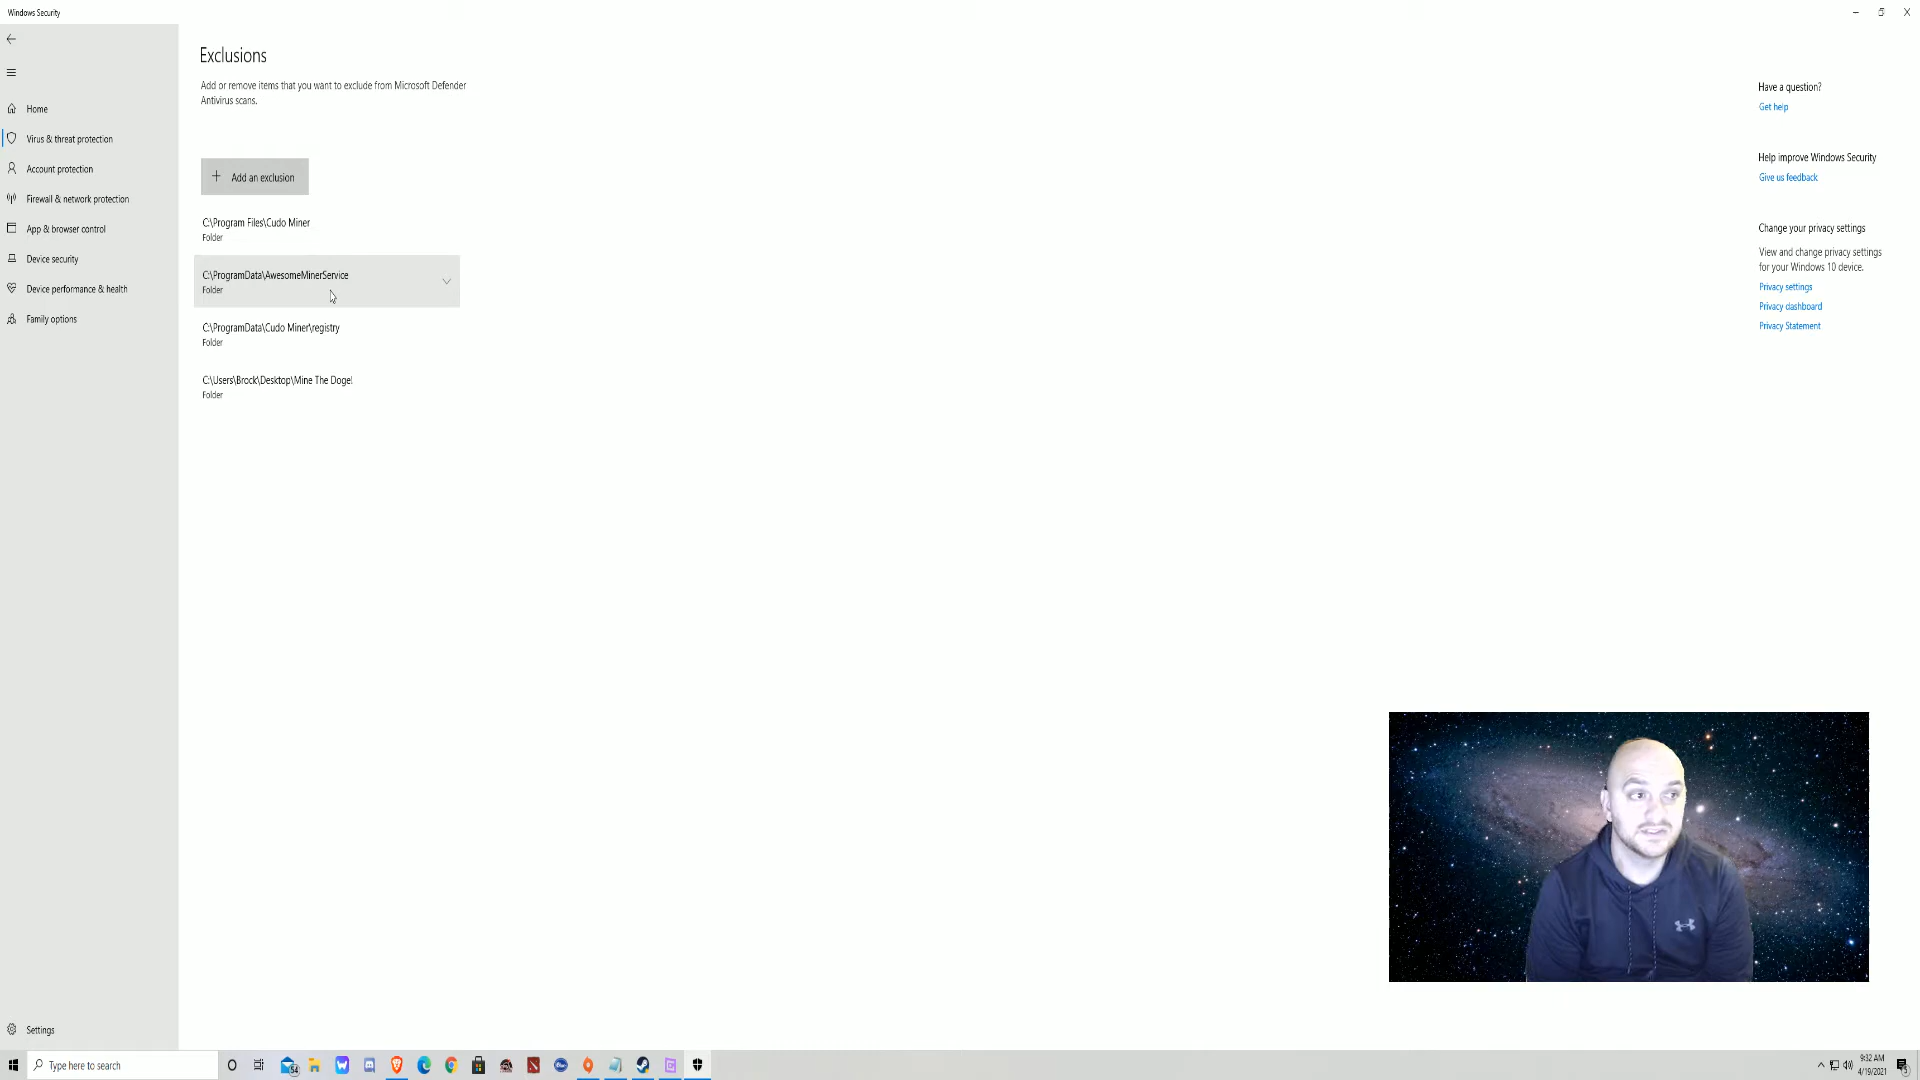 Windows Security
Exclusions
Add or remove items that you want to exclude from Microsoft Defender
Antivirus scans.
Add an exclusion
C:\Program Files\Cudo Miner
Folder
C:\ProgramData\AwesomeMinerService
Folder
C:\ProgramData\Cudo Miner\registry
Folder
C:\Users\Brock\Desktop\Mine The Doge!
Folder
Home
Virus & threat protection
Account protection
Firewall & network protection
App & browser control
Device security
Device performance & health
Family options
Settings
Have a question?
Get help
Help improve Windows Security
Give us feedback
Change your privacy settings
View and change privacy settings
for your Windows 10 device.
Privacy settings
Privacy dashboard
Privacy Statement
Type here to search
54
9:32 AM
4/19/2021